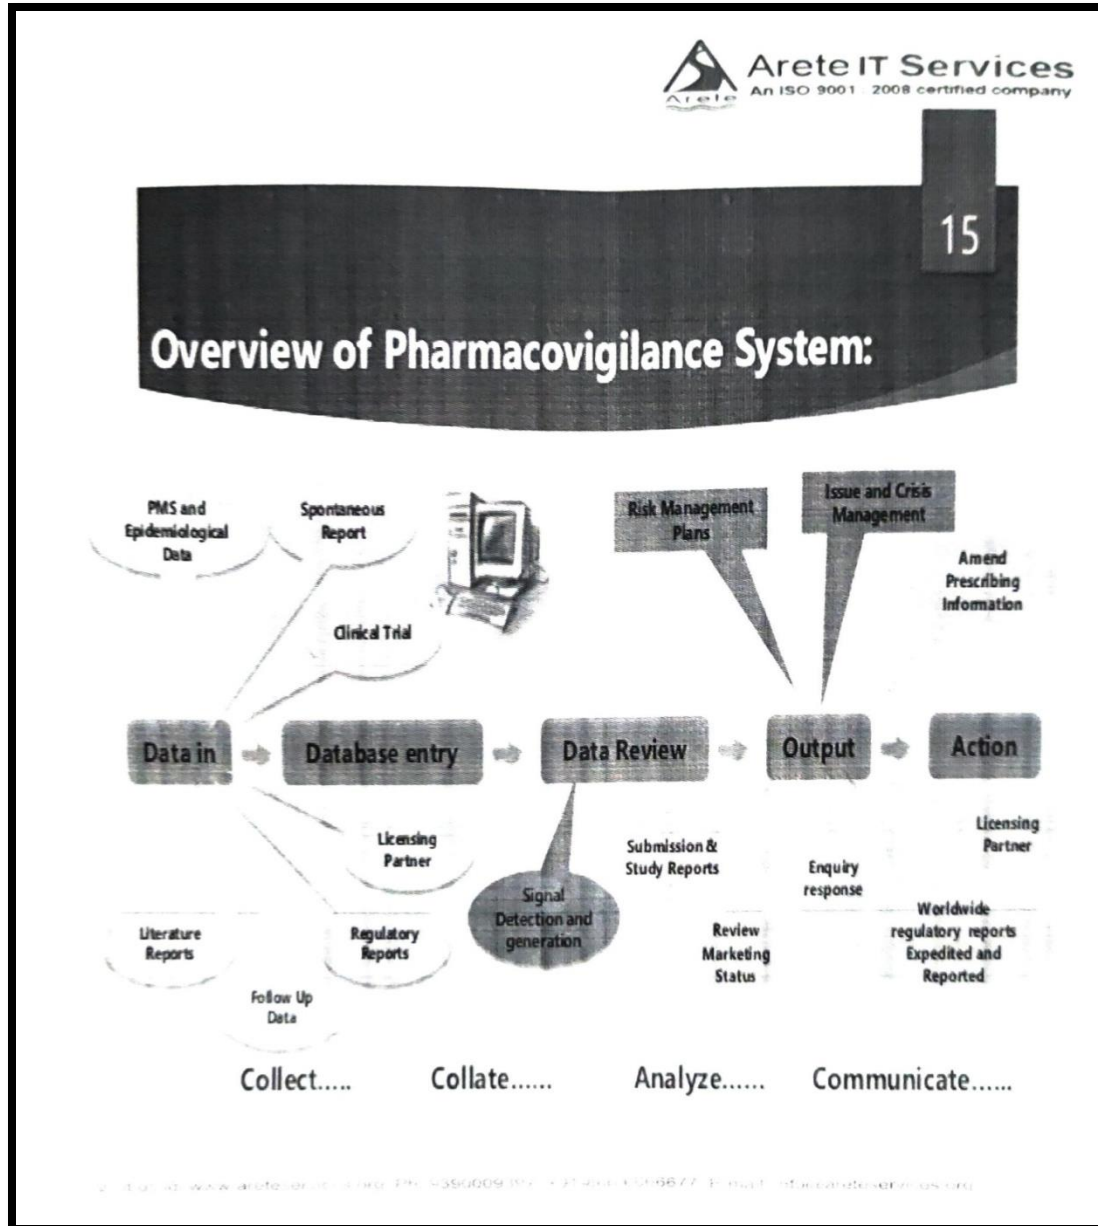 Arete IT Services
An ISO 9001 : 2008 certified company
Arete
15
Overview of Pharmacovigilance System:
PMS and
Epidemiological
Data
Spontaneous
Report
Clinical Trial
Risk Management
Plans
Issue and Crisis
Management
Amend
Prescribing
Information
Data in
Database entry
Data Review
Output
Action
Licensing
Partner
Signal
Detection and
generation
Submission &
Study Reports
Enquiry
response
Licensing
Partner
Literature
Reports
Regulatory
Reports
Review
Marketing
Status
Worldwide
regulatory reports
Expedited and
Reported
Follow Up
Data
Collect.....
Collate......
Analyze......
Communicate......